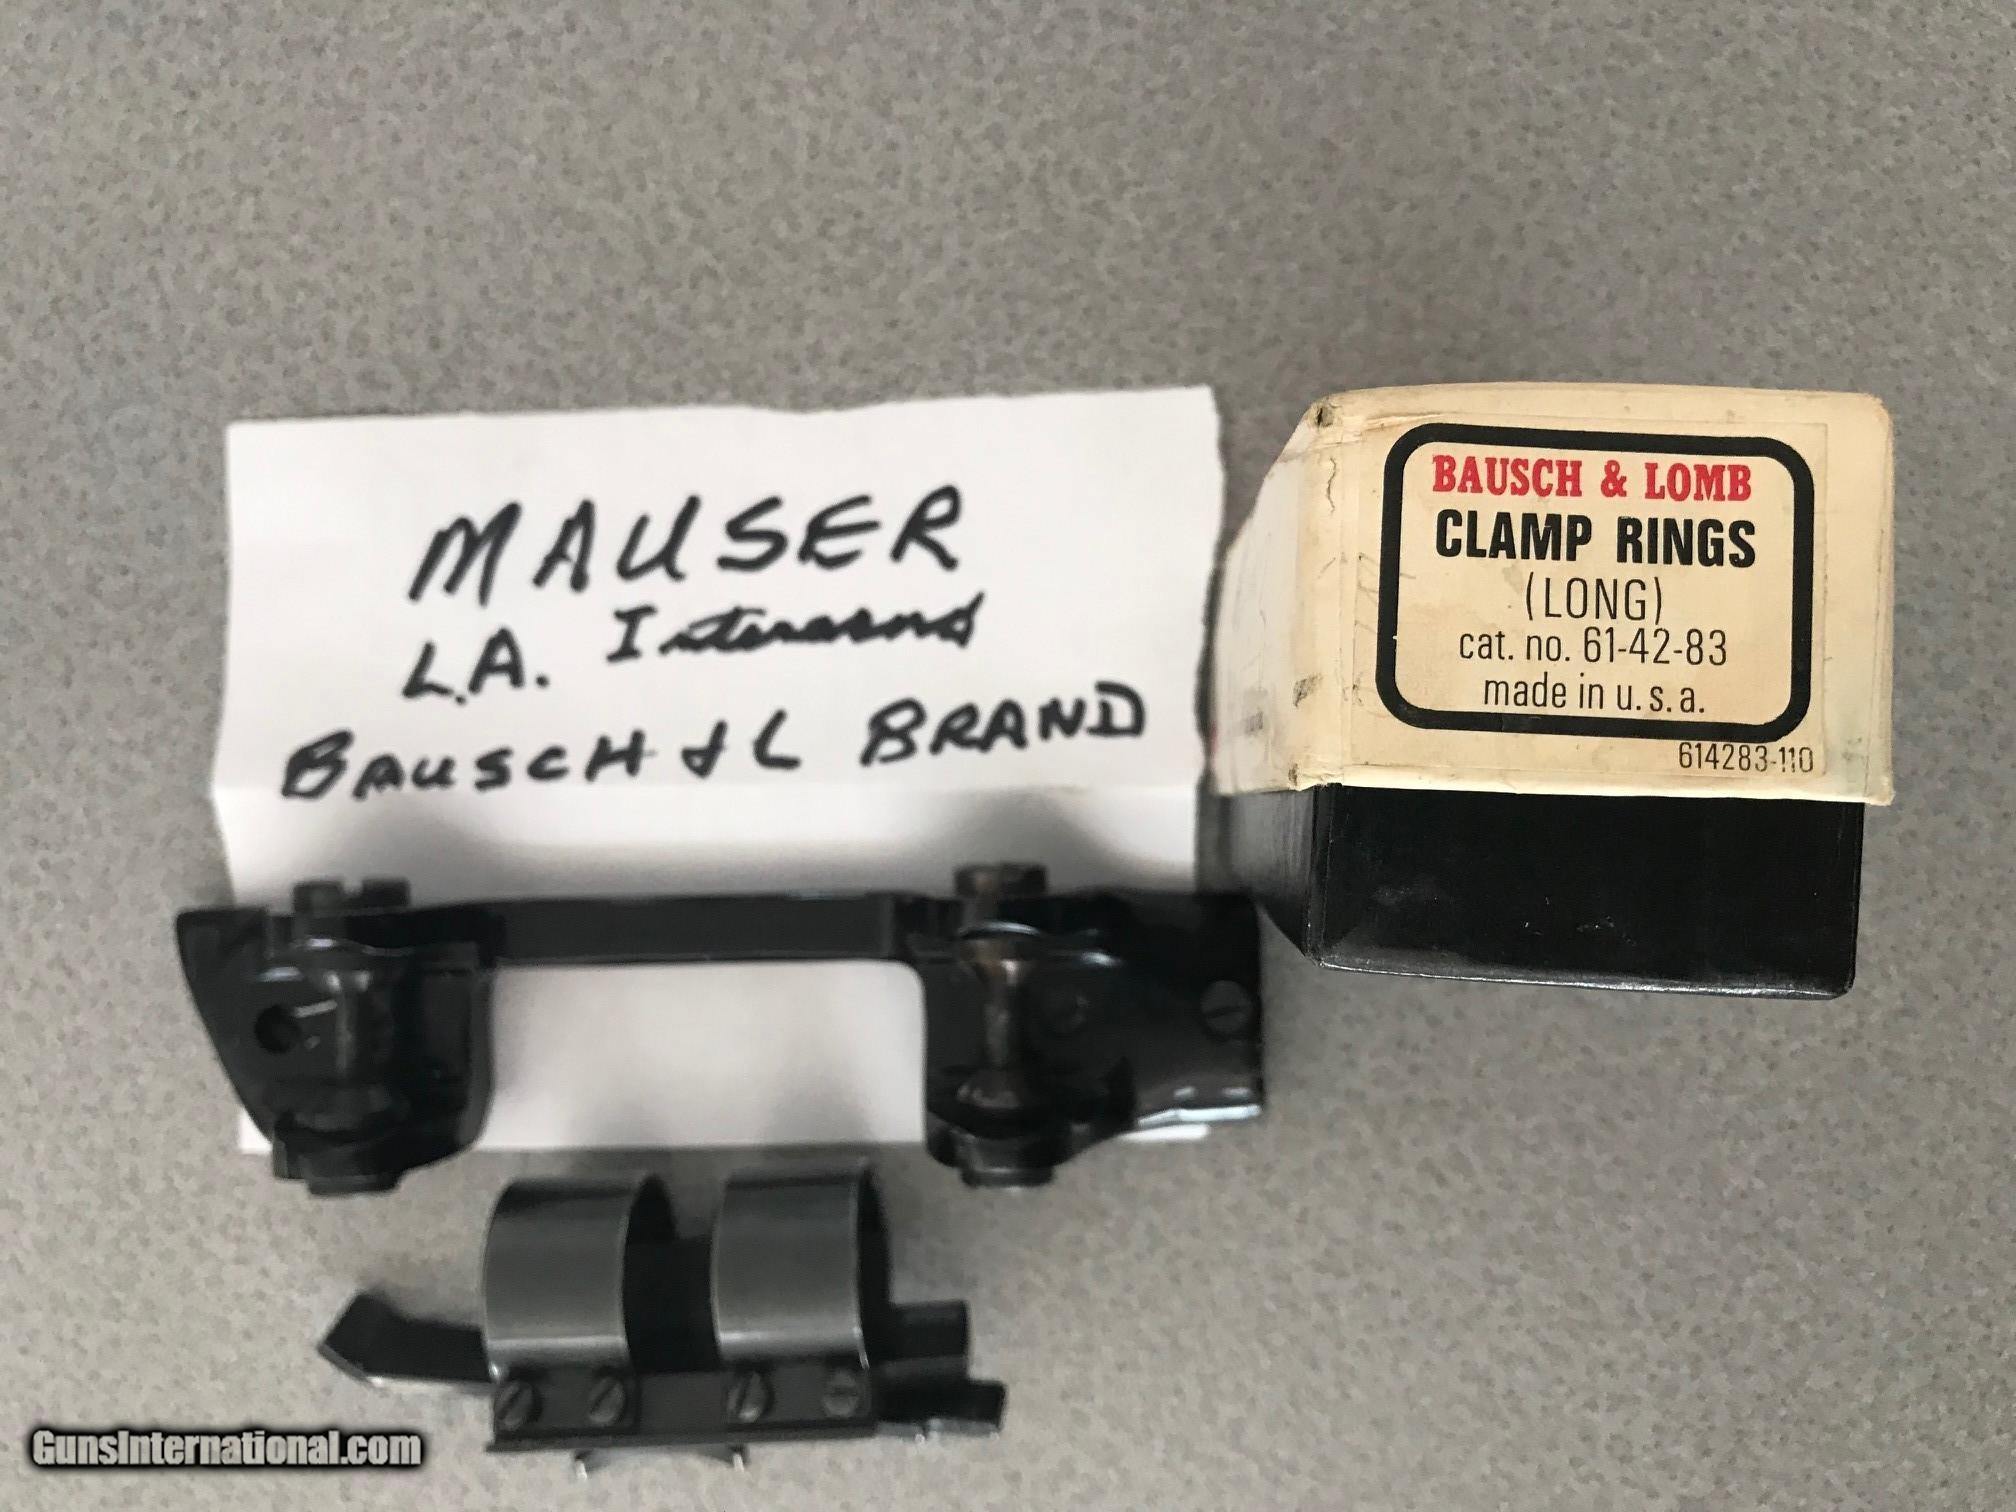 MAUSER
L.A. Interarms
BAUSCH & L BRAND
BAUSCH & LOMB
CLAMP RINGS
(LONG)
cat. no. 61-42-83
made in u.s.a.
614283-110
GunsInternational.com